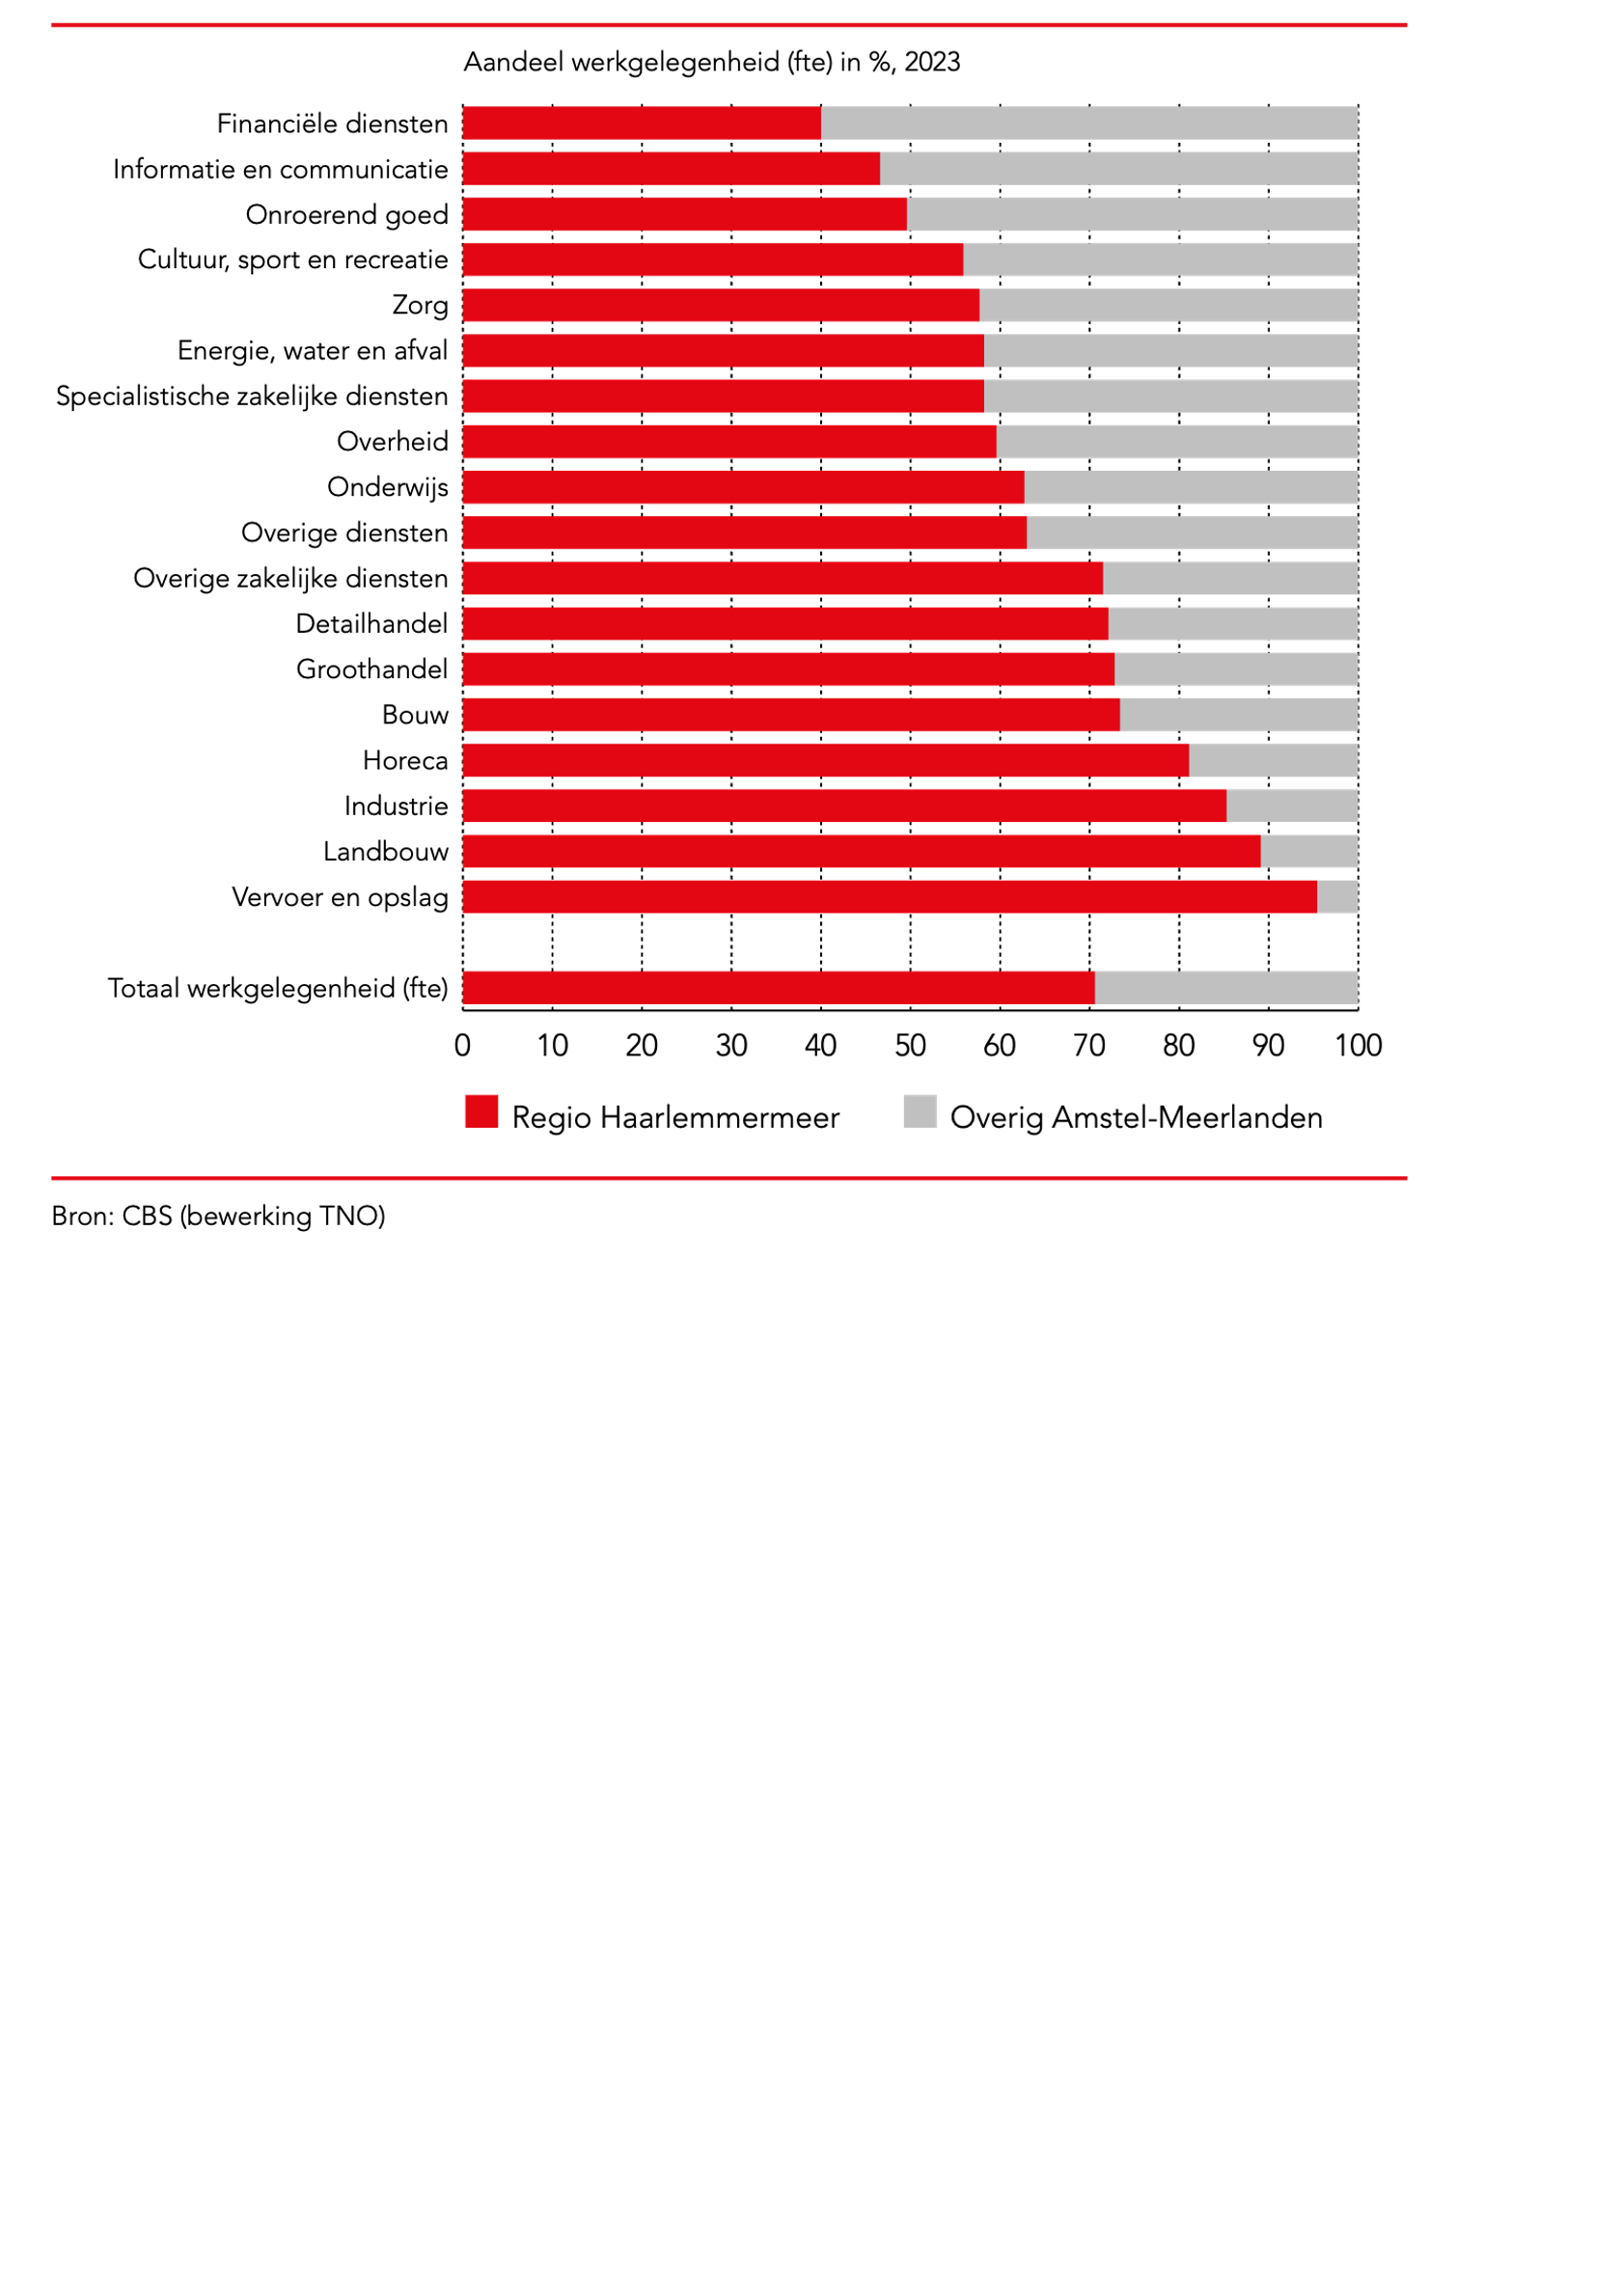 Aandeel werkgelegenheid (fte) in %, 2023
Financiële diensten
Informatie en communicatie
Onroerend goed
Cultuur, sport en recreatie
Zorg
Energie, water en afval
Specialistische zakelijke diensten
Overheid
Onderwijs
Overige diensten
Overige zakelijke diensten
Detailhandel
Groothandel
Bouw
Horeca
Industrie
Landbouw
Vervoer en opslag
Totaal werkgelegenheid (fte)
0 10 20 30 40 50 60 70 80 90 100
Regio Haarlemmermeer Overig Amstel-Meerlanden
Bron: CBS (bewerking TNO)